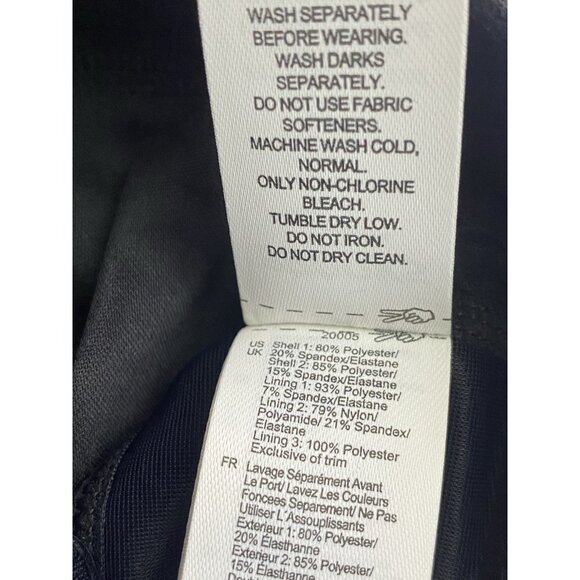 WASH SEPARATELY
BEFORE WEARING.
WASH DARKS
SEPARATELY.
DO NOT USE FABRIC
SOFTENERS.
MACHINE WASH COLD,
NORMAL.
ONLY NON-CHLORINE
BLEACH.
TUMBLE DRY LOW.
DO NOT IRON.
DO NOT DRY CLEAN.
20005
US Shell 1: 80% Polyester/
UK 20% Spandex/Elastane
Shell 2: 85% Polyester/
15% Spandex/Elastane
Lining 1: 93% Polyester/
7% Spandex/Elastane
Lining 2: 79% Nylon/
Polyamide/ 21% Spandex/
Elastane
Lining 3: 100% Polyester
Exclusive of trim
FR Lavage Séparément Avant
Le Port/ Lavez Les Couleurs
Foncees Separement/ Ne Pas
Utiliser L'Assouplissants
Exterieur 1: 80% Polyester/
20% Élasthanne
Exterieur 2: 85% Polyester/
15% Élasthanne